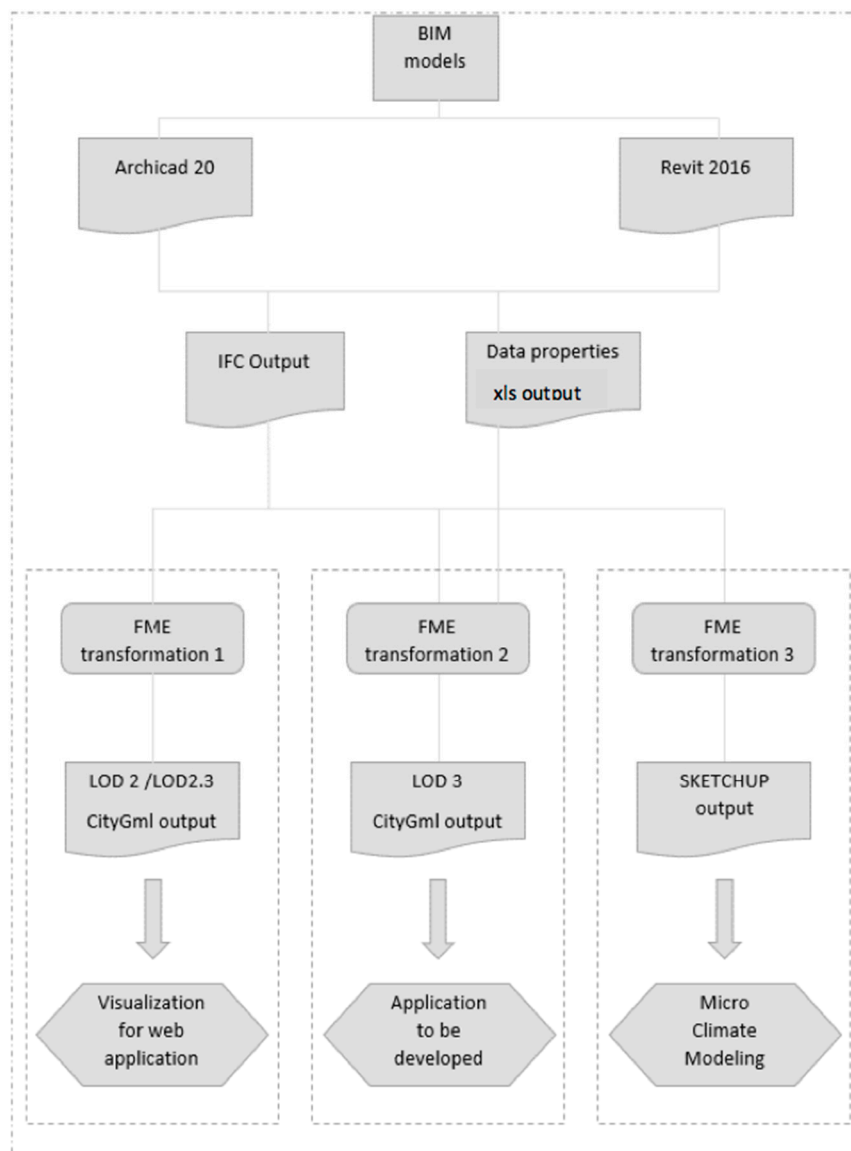 BIM
models
Archicad 20
Revit 2016
IFC Output
Data properties
xls output
FME
transformation 1
FME
transformation 2
FME
transformation 3
LOD 2 /LOD2.3
CityGml output
LOD 3
CityGml output
SKETCHUP
output
Visualization
for web
application
Application
to be
developed
Micro
Climate
Modeling